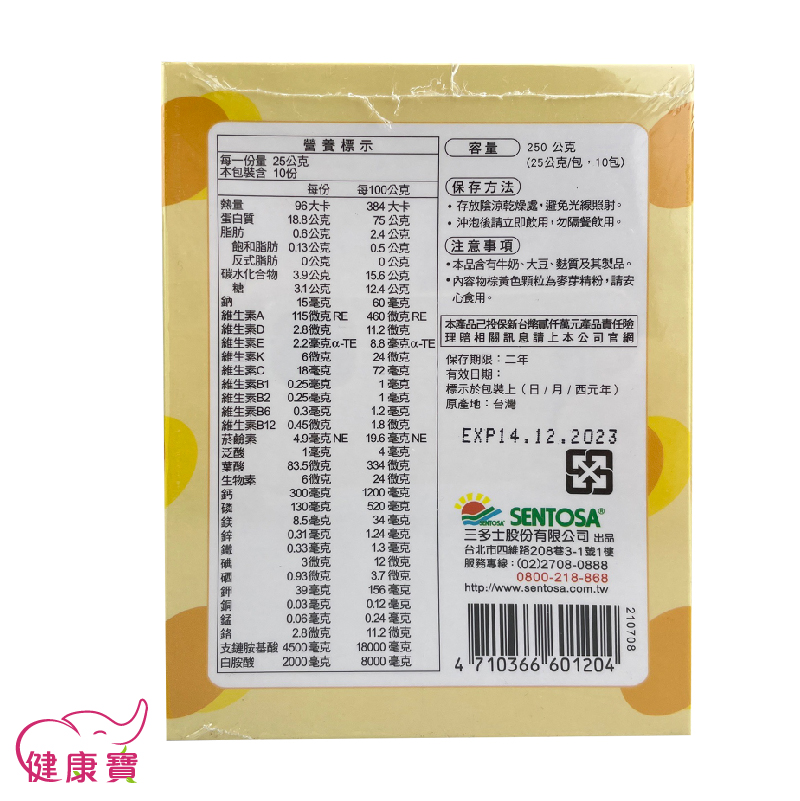 營養標示
每一份量 25公克
本包裝含 10份
每份 每100公克
熱量 96大卡 384大卡
蛋白質 18.8公克 75公克
脂肪 0.6公克 2.4公克
飽和脂肪 0.13公克 0.5公克
反式脂肪 0公克 0公克
碳水化合物 3.9公克 15.6公克
糖 3.1公克 12.4公克
鈉 15毫克 60毫克
維生素A 115微克RE 460微克RE
維生素D 2.8微克 11.2微克
維生素E 2.2毫克α-TE 8.8毫克α-TE
維生素K 6微克 24微克
維生素C 18毫克 72毫克
維生素B1 0.25毫克 1毫克
維生素B2 0.25毫克 1毫克
維生素B6 0.3毫克 1.2毫克
維生素B12 0.45微克 1.8微克
菸鹼素 4.9毫克NE 19.6毫克NE
泛酸 1毫克 4毫克
葉酸 83.5微克 334微克
生物素 6微克 24微克
鈣 300毫克 1200毫克
磷 130毫克 520毫克
鎂 8.5毫克 34毫克
鋅 0.31毫克 1.24毫克
鐵 0.33毫克 1.3毫克
碘 3微克 12微克
硒 0.93微克 3.7微克
鉀 39毫克 156毫克
銅 0.03毫克 0.12毫克
錳 0.06毫克 0.24毫克
鉻 2.8微克 11.2微克
支鏈胺基酸 4500毫克 18000毫克
白胺酸 2000毫克 8000毫克
容量 250 公克
(25公克/包,10包)
保存方法
・存放陰涼乾燥處,避免光線照射。
・沖泡後請立即飲用,勿隔餐飲用。
注意事項
・本品含有牛奶、大豆、麩質及其製品。
・內容物棕黃色顆粒為麥芽精粉,請安
心食用。
本產品已投保新台幣貳仟萬元產品責任險
理賠相關訊息請上本公司官網
保存期限:二年
有效日期:
標示於包裝上(日/月/西元年)
原產地:台灣
EXP14.12.2023
SENTOSA
SENTOSA®
三多士股份有限公司 出品
台北市四維路208巷3-1號1樓
服務專線:(02)2708-0888
0800-218-868
http://www.sentosa.com.tw
210708
4 710366 601204
健康寶